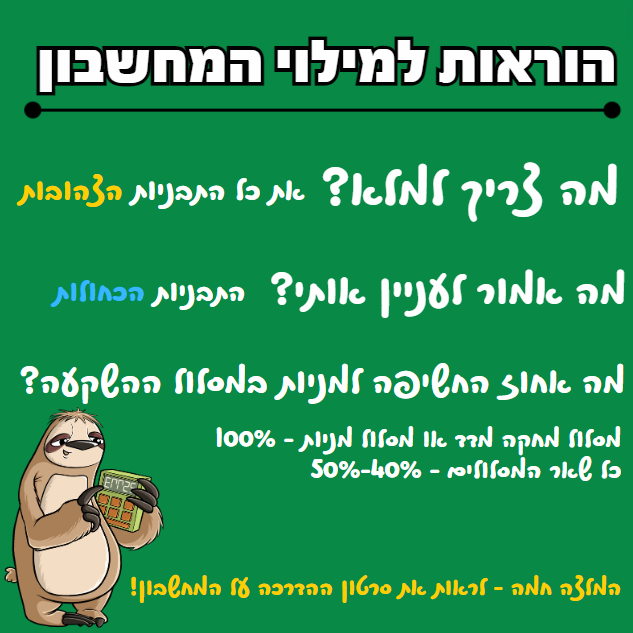 הוראות למילוי המחשבון
מה צריך למלא? את כל התבניות הצהובות
מה אמור לעניין אותי? התבניות הכחולות
מה אחוז החשיפה למניות במסלול ההשקעה?
מסלול מחקה מדד או מסלול מניות - 100%
כל שאר המסלולים - 40%-50%
המלצה חמה - לראות את סרטון ההדרכה על המחשבון!